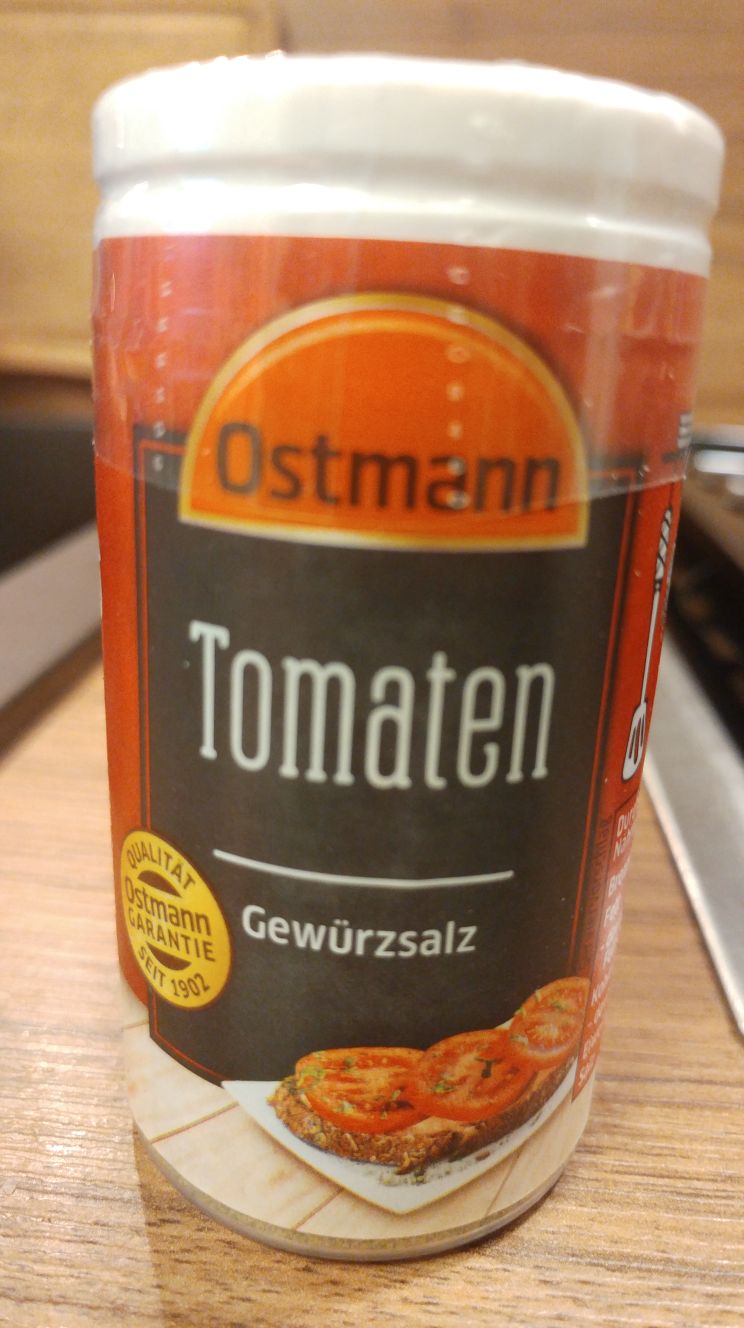 Ostmann
Tomaten
Gewürzsalz
QUALITÄT
Ostmann
GARANTIE
SEIT 1902